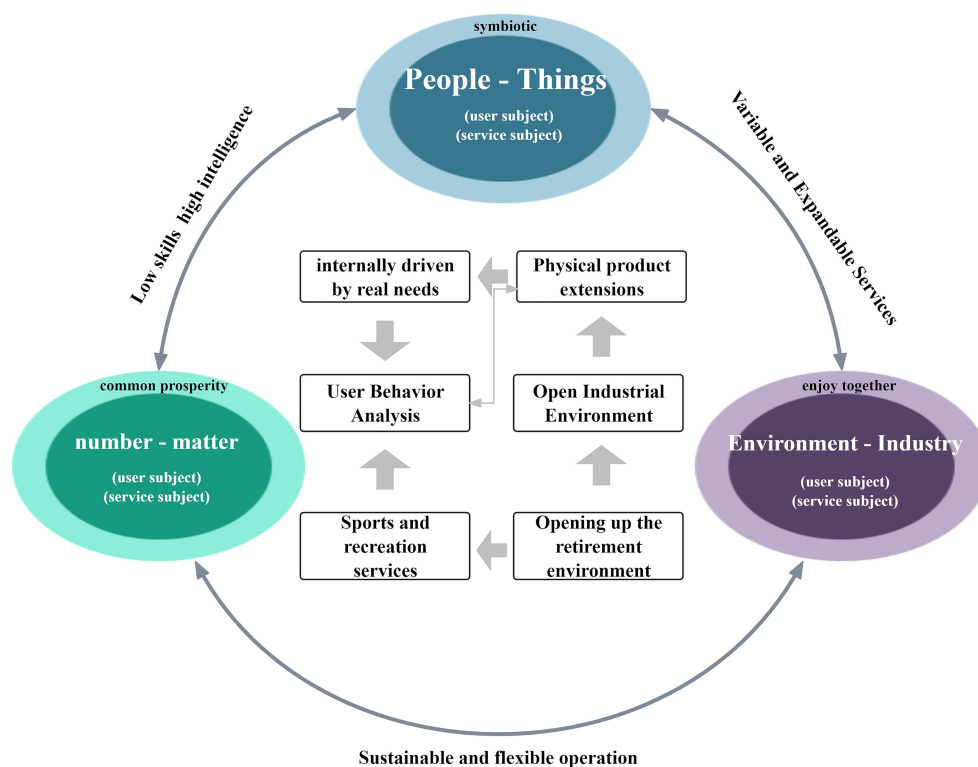 symbiotic
People - Things
(user subject)
(service subject)
Low skills high intelligence
Variable and Expandable Services
internally driven
by real needs
Physical product
extensions
User Behavior
Analysis
Open Industrial
Environment
Sports and
recreation
services
Opening up the
retirement
environment
common prosperity
number - matter
(user subject)
(service subject)
enjoy together
Environment - Industry
(user subject)
(service subject)
Sustainable and flexible operation